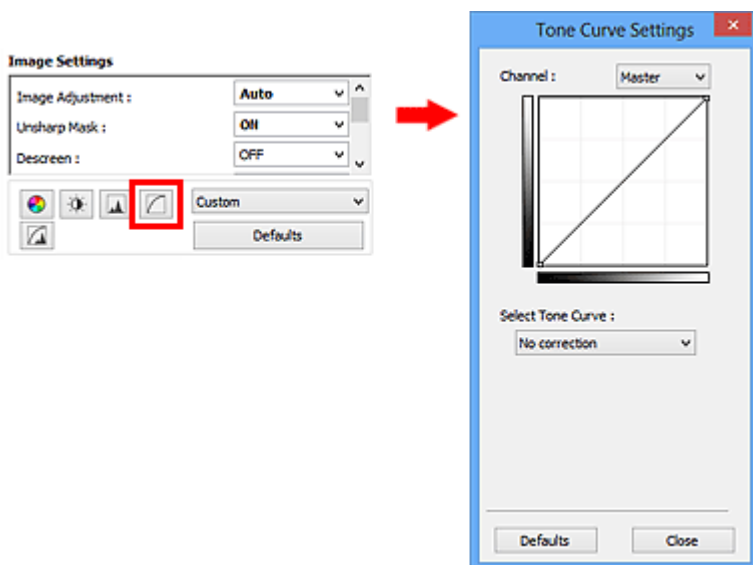 Image Settings
Image Adjustment : Auto
Unsharp Mask : ON
Descreen : OFF
Custom
Defaults
Tone Curve Settings
Channel : Master
Select Tone Curve :
No correction
Defaults Close